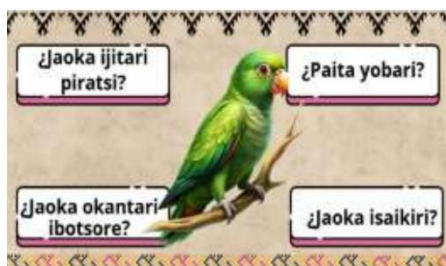 ¿Jaoka ijitari
piratsi?
¿Paita yobari?
¿Jaoka okantari
ibotsore?
¿Jaoka isaikiri?